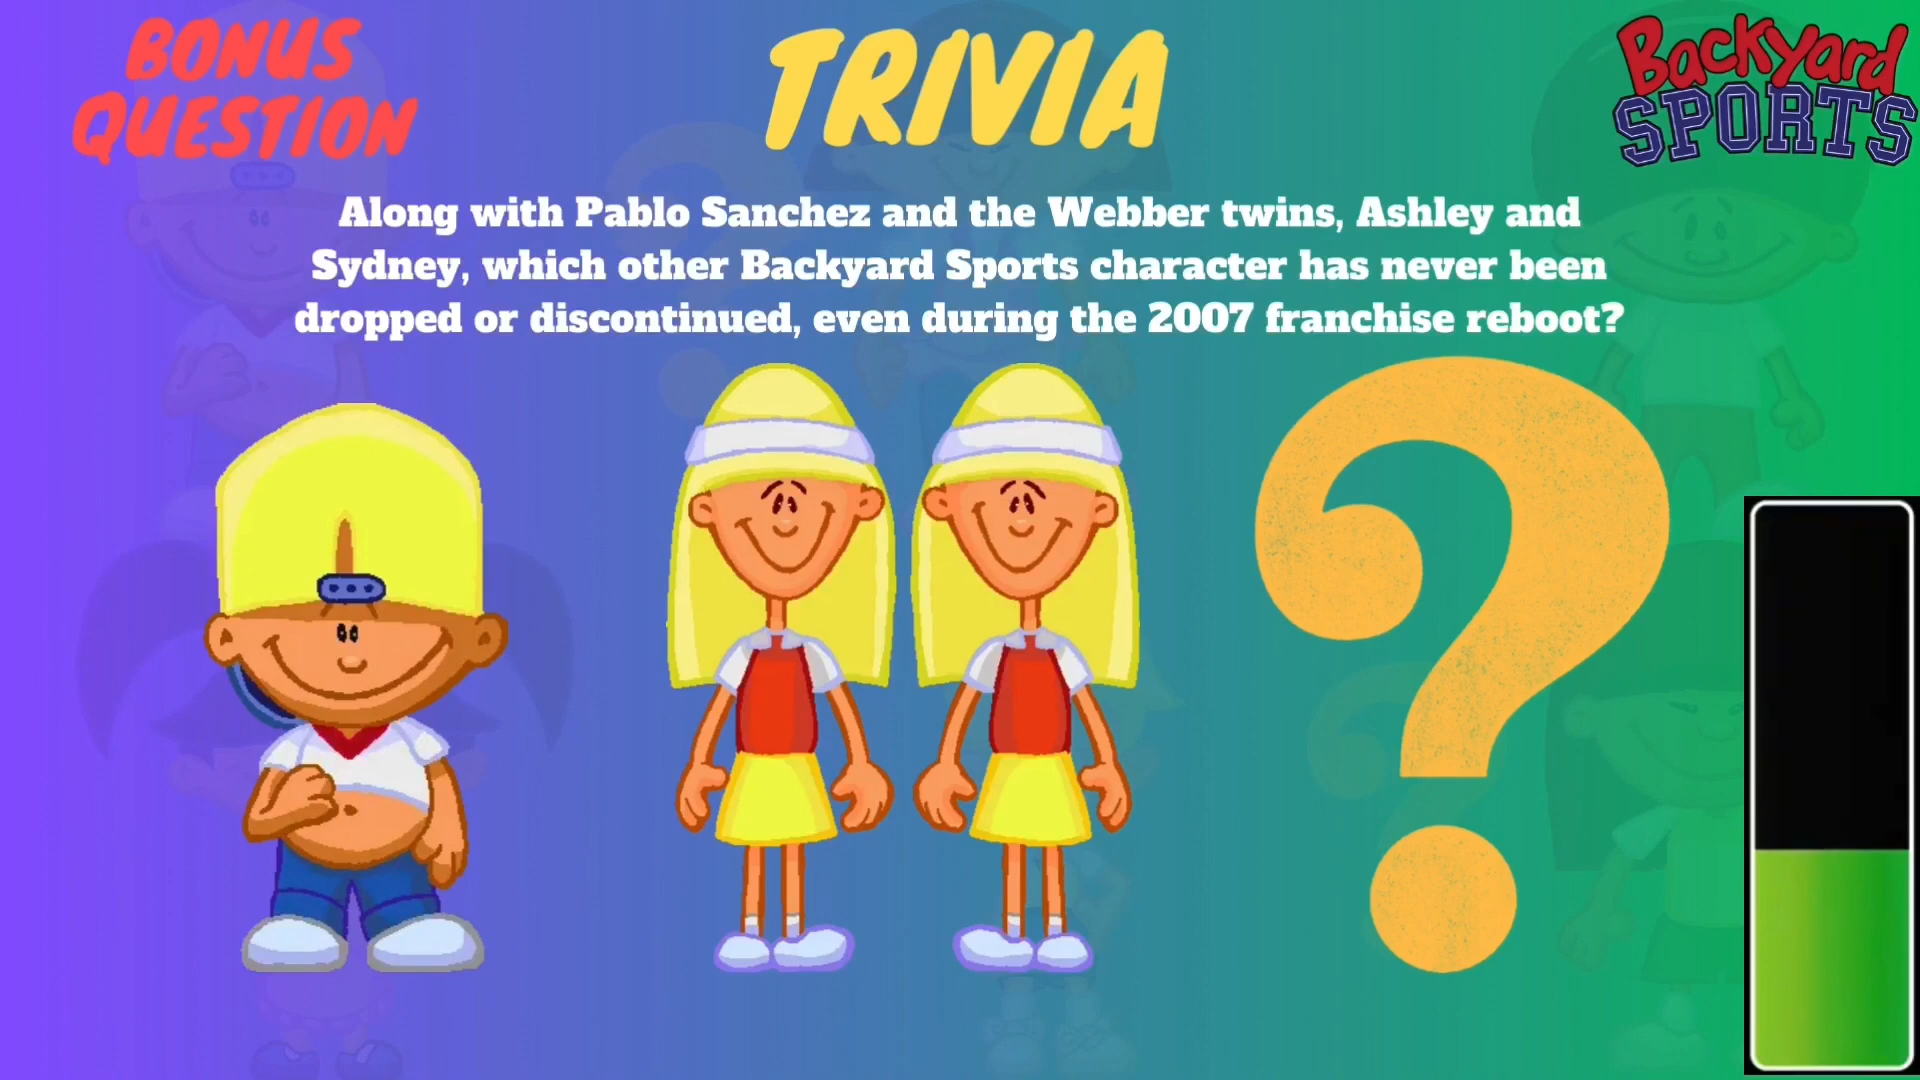 BONUS
QUESTION
TRIVIA
Backyard
SPORTS
Along with Pablo Sanchez and the Webber twins, Ashley and
Sydney, which other Backyard Sports character has never been
dropped or discontinued, even during the 2007 franchise reboot?